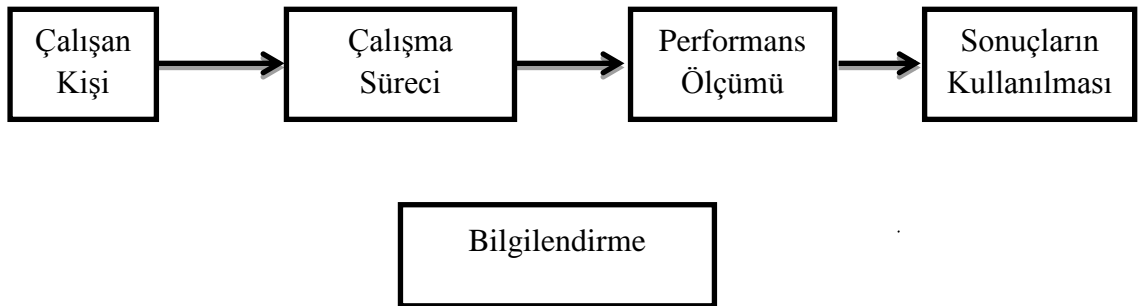 Çalışan
Kişi
Çalışma
Süreci
Performans
Ölçümü
Sonuçların
Kullanılması
Bilgilendirme